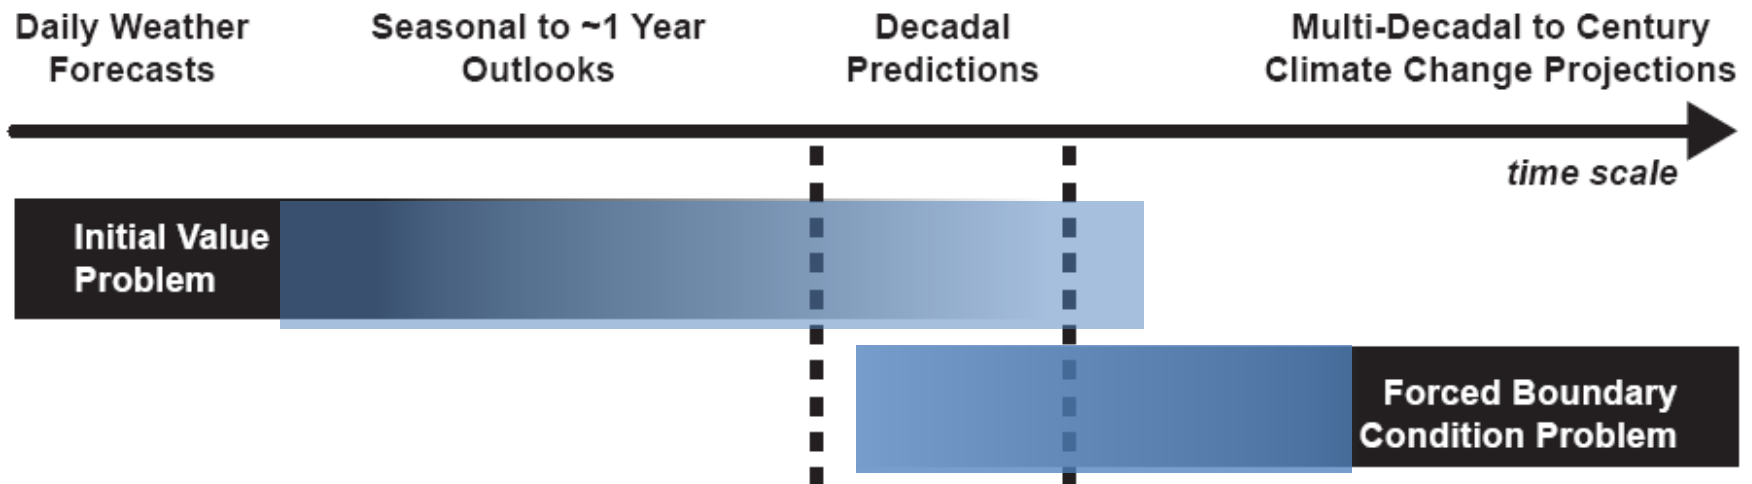 Daily Weather
Forecasts
Seasonal to ~1 Year
Outlooks
Decadal
Predictions
Multi-Decadal to Century
Climate Change Projections
time scale
Initial Value
Problem
Forced Boundary
Condition Problem